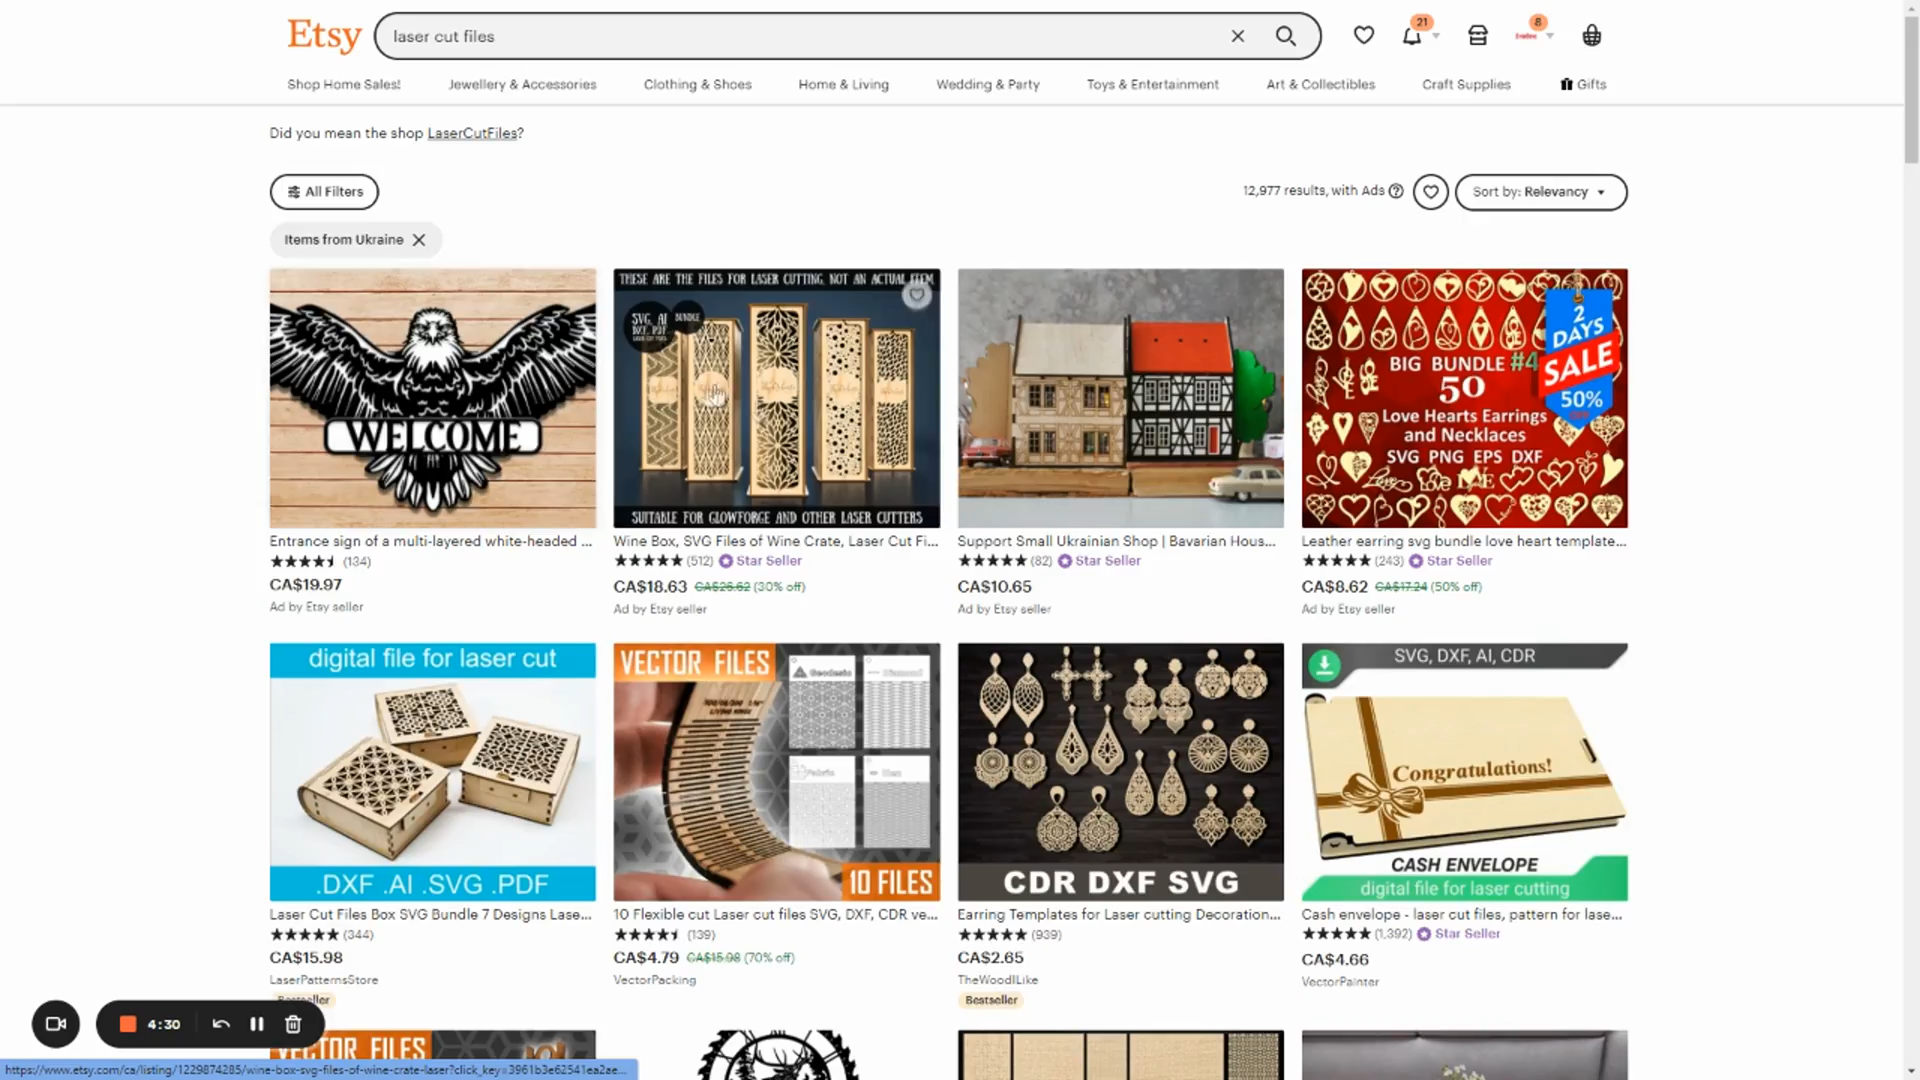 Etsy
laser cut files
21
8
Shop Home Sales!
Jewellery & Accessories
Clothing & Shoes
Home & Living
Wedding & Party
Toys & Entertainment
Art & Collectibles
Craft Supplies
Gifts
Did you mean the shop LaserCutFiles?
All Filters
12,977 results, with Ads
Sort by: Relevancy
Items from Ukraine
WELCOME
THESE ARE THE FILES FOR LASER CUTTING, NOT AN ACTUAL ITEM
SVG, AI
DXF, PDF
BUNDLE
SUITABLE FOR GLOWFORGE AND OTHER LASER CUTTERS
2
DAYS
SALE
50%
BIG BUNDLE #4
50
Love Hearts Earrings
and Necklaces
SVG PNG EPS DXF
Entrance sign of a multi-layered white-headed ...
(134)
CA$19.97
Ad by Etsy seller
Wine Box, SVG Files of Wine Crate, Laser Cut Fi...
(512) Star Seller
CA$18.63 CA$26.62 (30% off)
Ad by Etsy seller
Support Small Ukrainian Shop | Bavarian Hous...
(82) Star Seller
CA$10.65
Ad by Etsy seller
Leather earring svg bundle love heart template...
(243) Star Seller
CA$8.62 CA$17.24 (50% off)
Ad by Etsy seller
digital file for laser cut
.DXF .AI .SVG .PDF
VECTOR FILES
Geodesic
Diamond
Fabric
10 FILES
CDR DXF SVG
SVG, DXF, AI, CDR
Congratulations!
CASH ENVELOPE
digital file for laser cutting
Laser Cut Files Box SVG Bundle 7 Designs Lase...
(344)
CA$15.98
LaserPatternsStore
Bestseller
10 Flexible cut Laser cut files SVG, DXF, CDR ve...
(139)
CA$4.79 CA$15.98 (70% off)
VectorPacking
Earring Templates for Laser cutting Decoration...
(939)
CA$2.65
TheWoodILike
Bestseller
Cash envelope - laser cut files, pattern for lase...
(1,392) Star Seller
CA$4.66
VectorPainter
4:30
VECTOR FILES
https://www.etsy.com/ca/listing/1229874285/wine-box-svg-files-of-wine-crate-laser?click_key=3961b3e62541ea2ae...